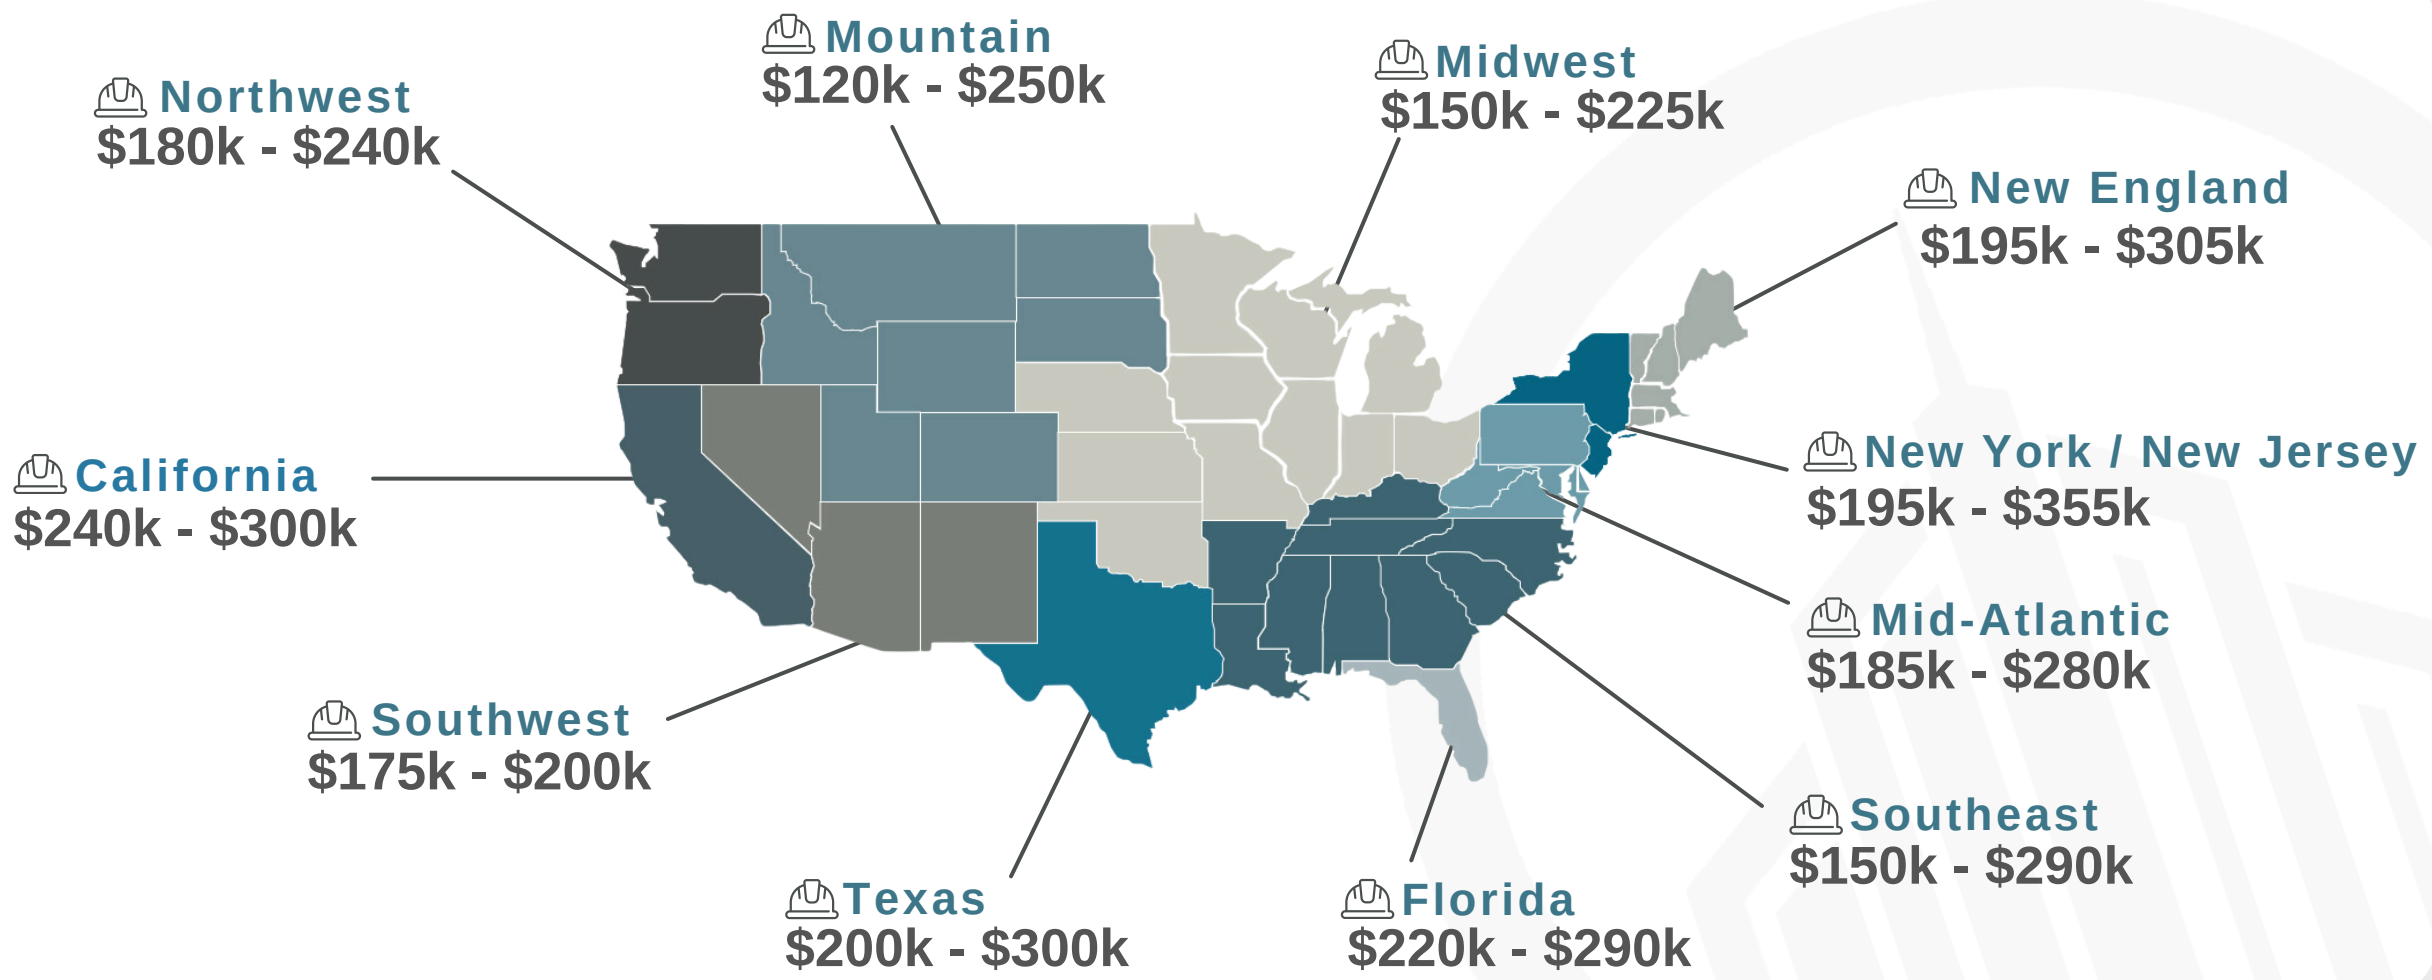 Mountain
$120k - $250k
Midwest
$150k - $225k
Northwest
$180k - $240k
New England
$195k - $305k
California
$240k - $300k
New York / New Jersey
$195k - $355k
Mid-Atlantic
$185k - $280k
Southwest
$175k - $200k
Southeast
$150k - $290k
Texas
$200k - $300k
Florida
$220k - $290k